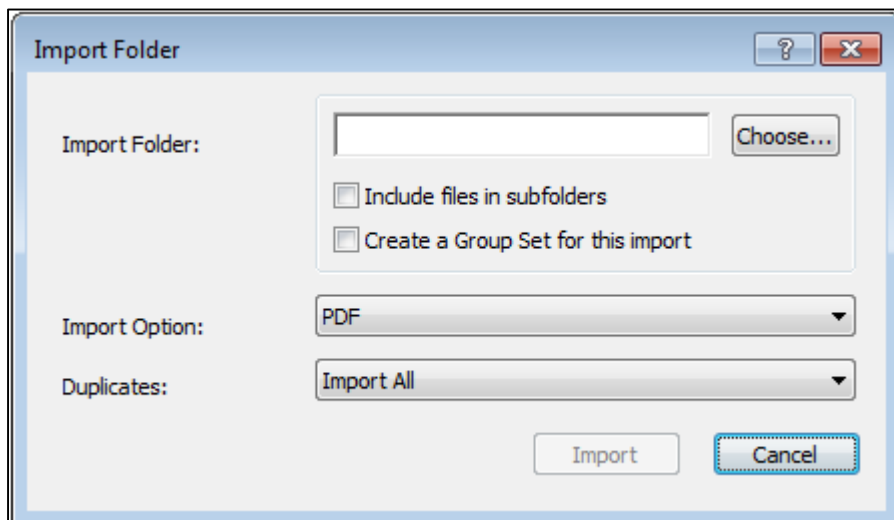 Import Folder
?
Import Folder:
Choose...
Include files in subfolders
Create a Group Set for this import
Import Option:
PDF
Duplicates:
Import All
Import
Cancel